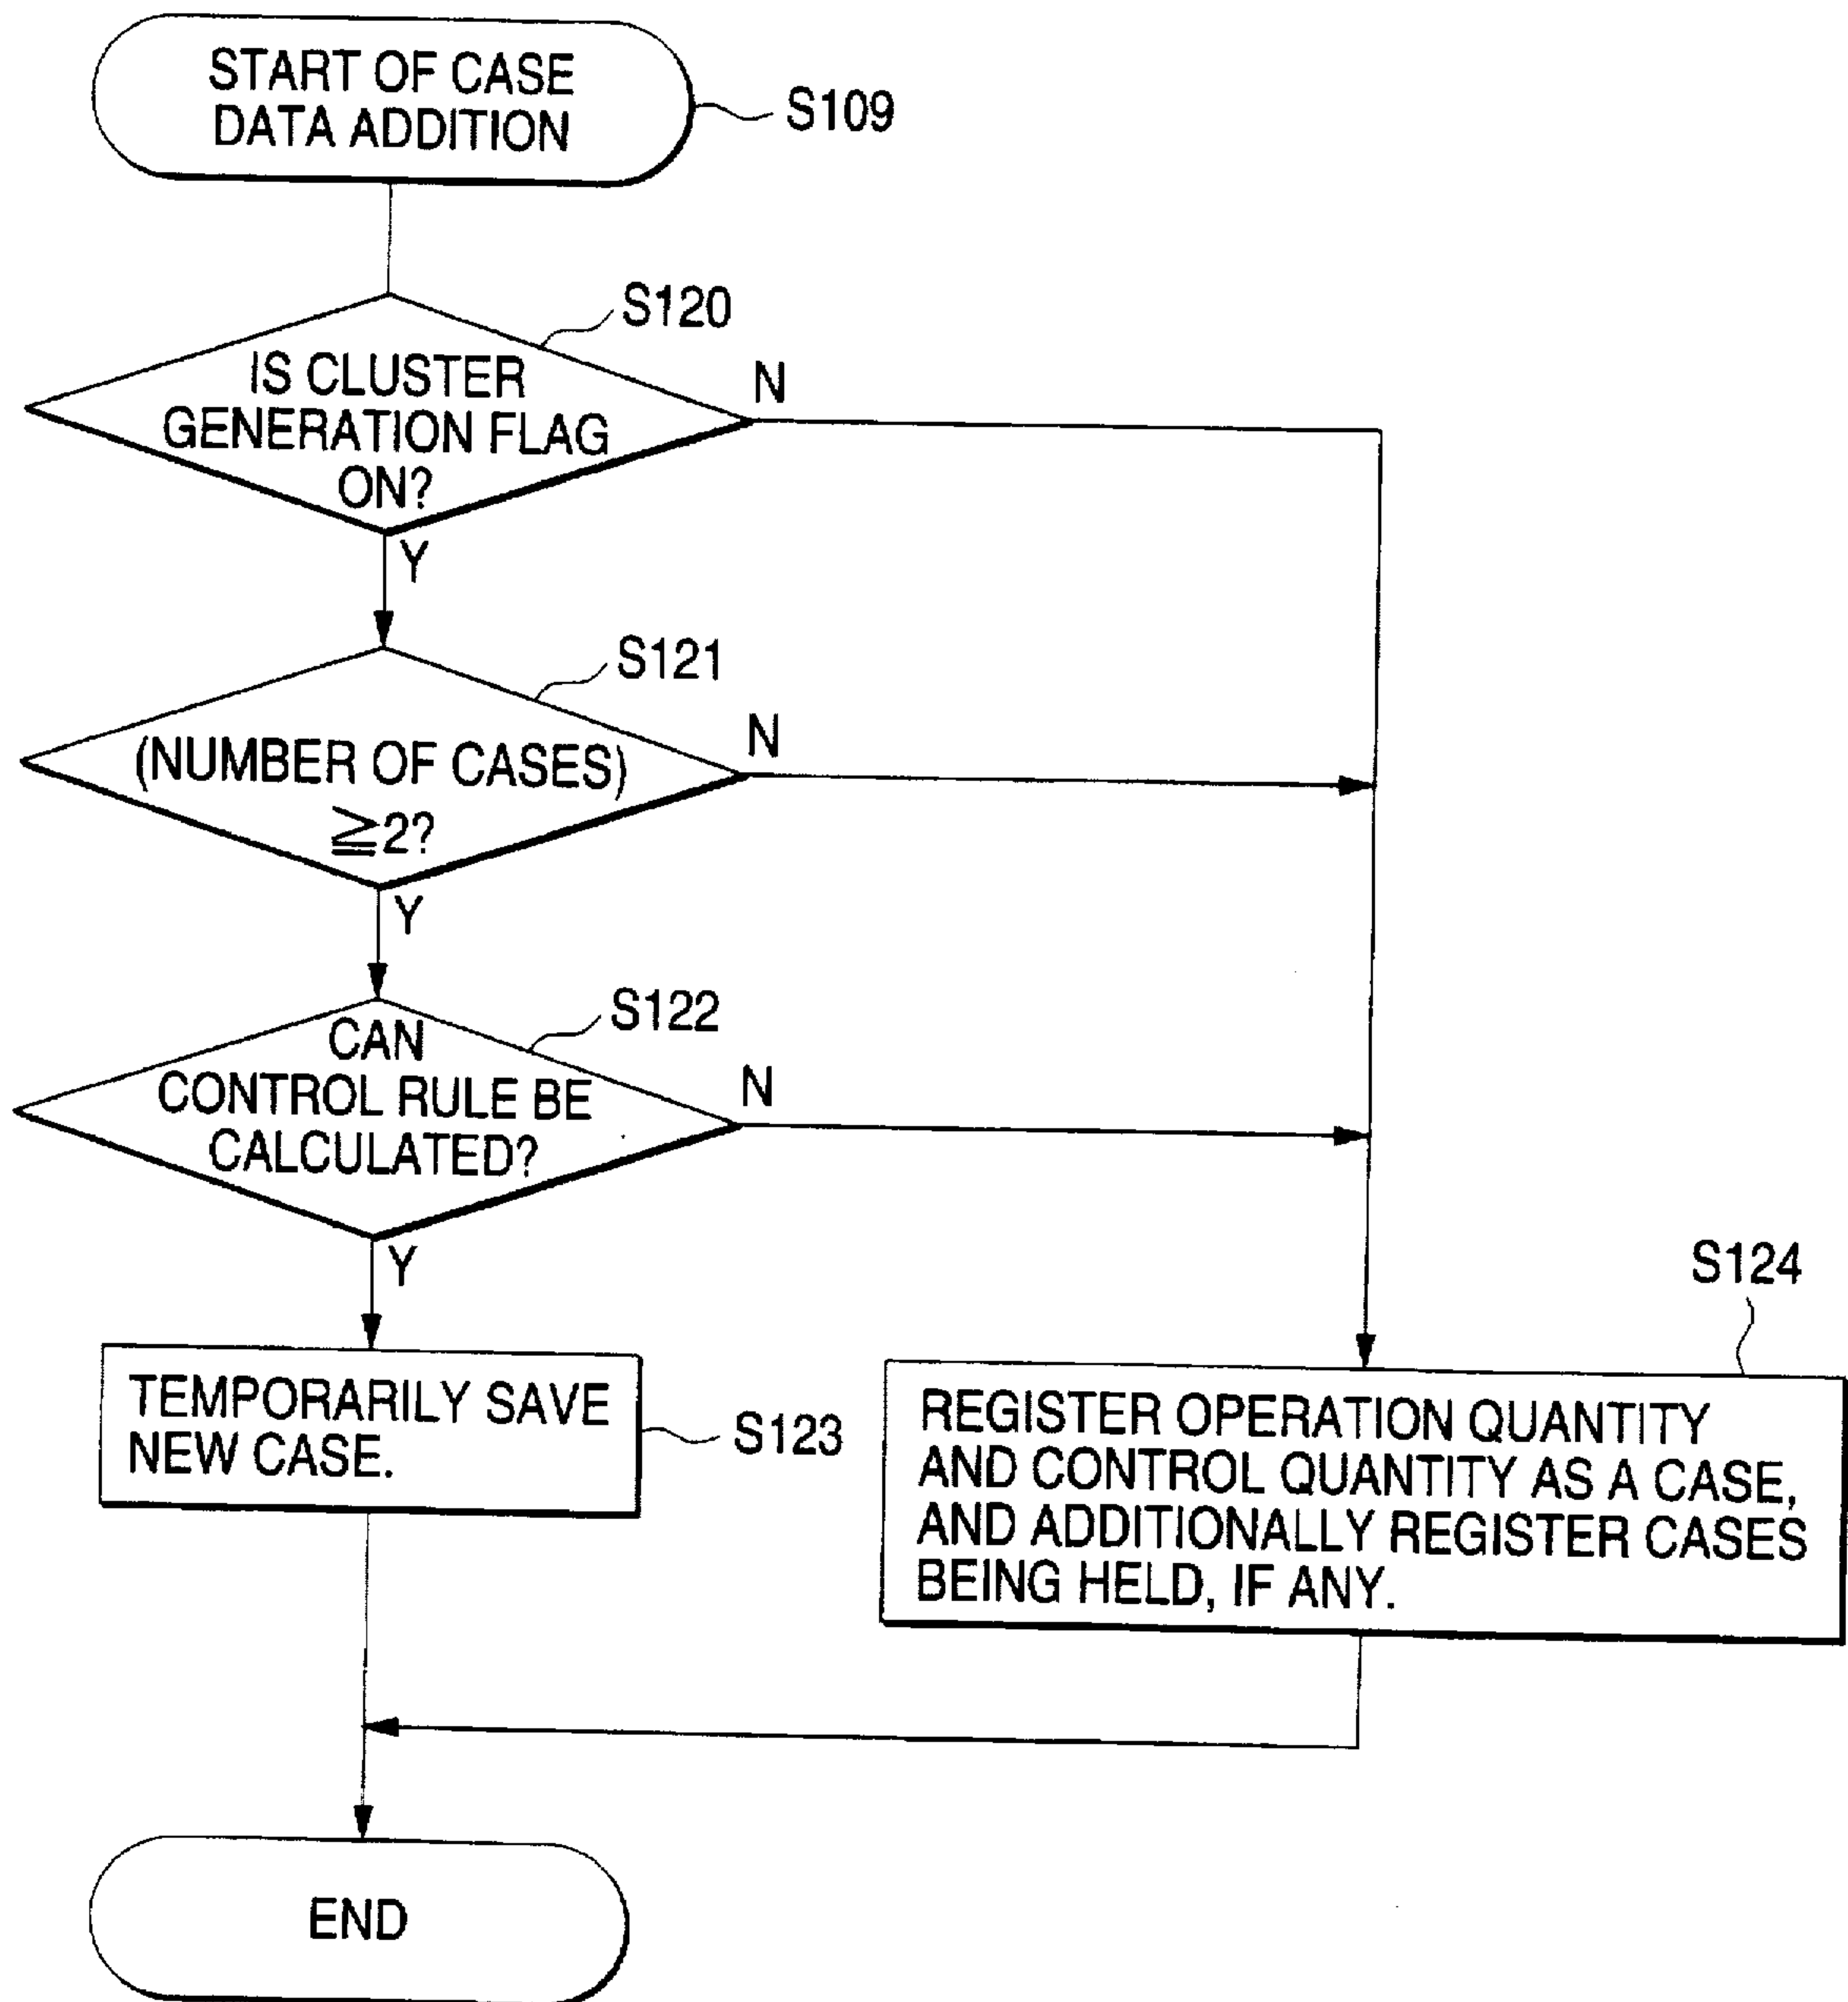 START OF CASE
DATA ADDITION
S109
S120
IS CLUSTER
GENERATION FLAG
ON?
N
Y
S121
(NUMBER OF CASES)
≧2?
N
Y
S122
CAN
CONTROL RULE BE
CALCULATED?
N
Y
S124
TEMPORARILY SAVE
NEW CASE.
S123
REGISTER OPERATION QUANTITY
AND CONTROL QUANTITY AS A CASE,
AND ADDITIONALLY REGISTER CASES
BEING HELD, IF ANY.
END